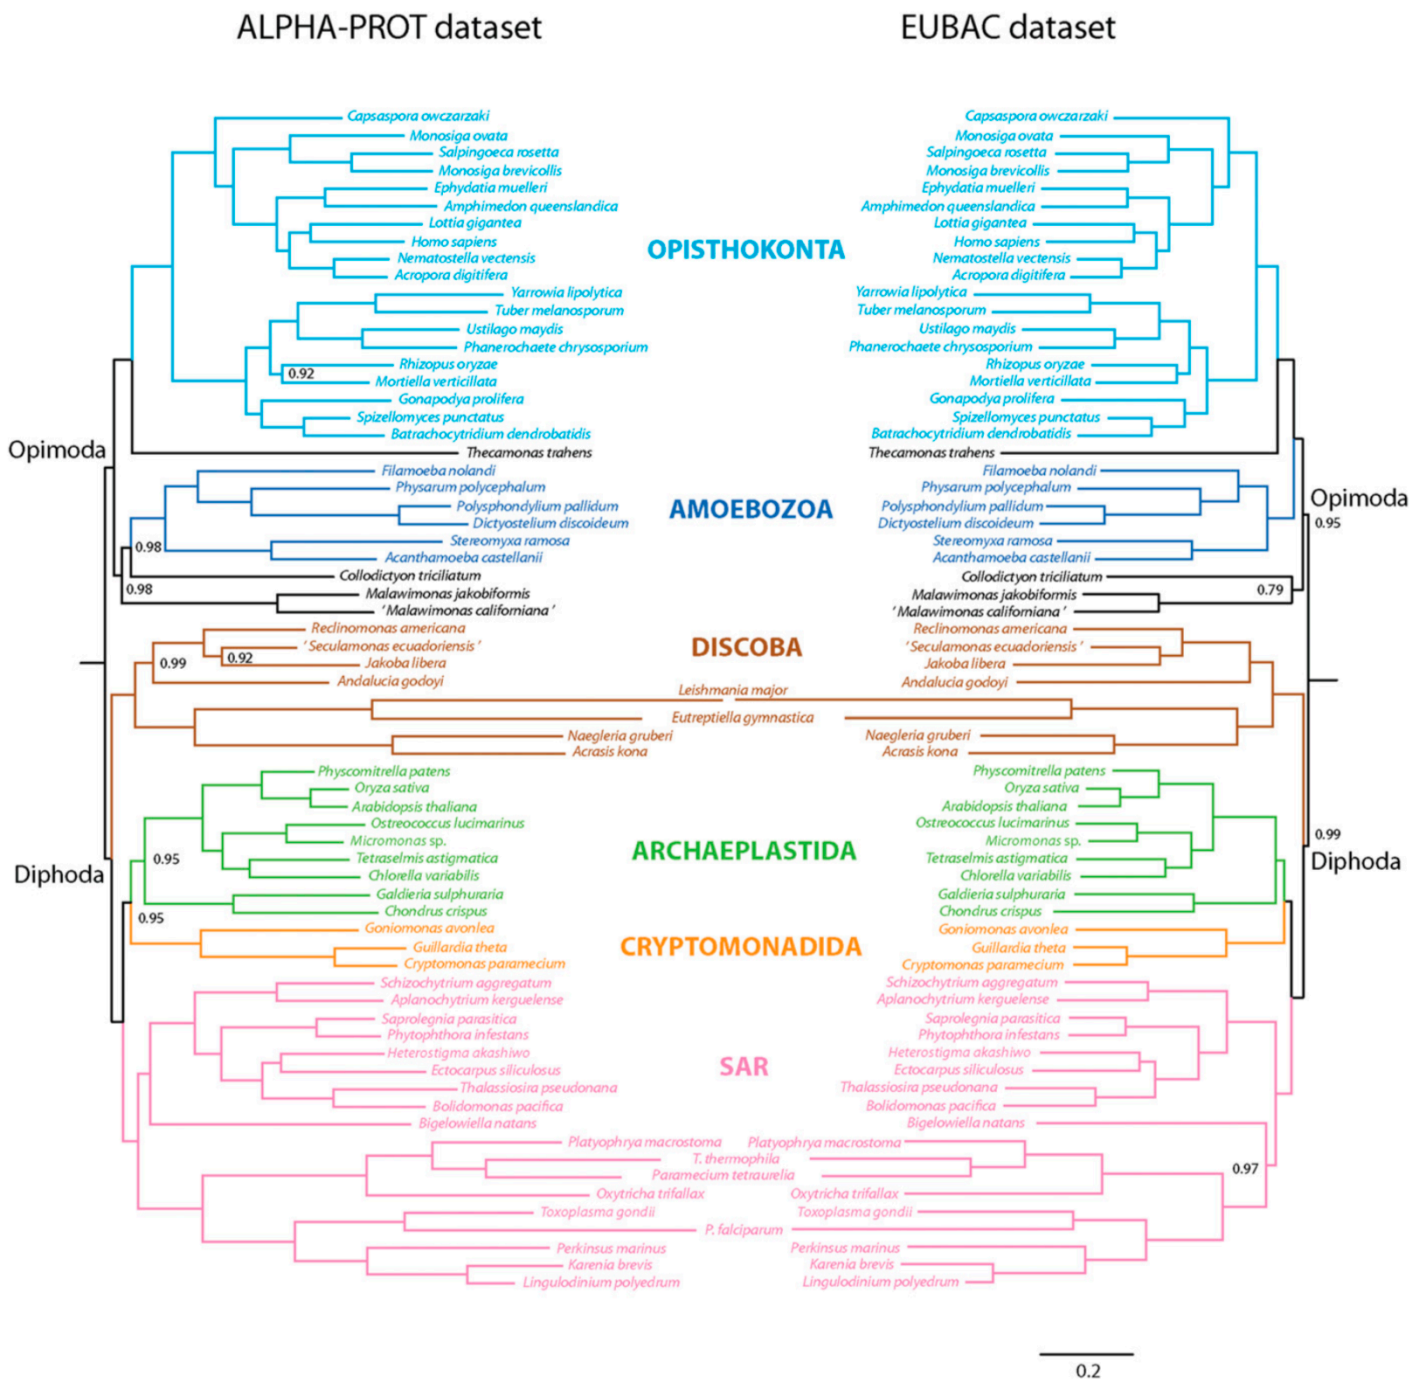 ALPHA-PROT dataset EUBAC dataset
Capsaspora owczarzaki Capsaspora owczarzaki
Monosiga ovata Monosiga ovata
Salpingoeca rosetta Salpingoeca rosetta
Monosiga brevicollis Monosiga brevicollis
Ephydatia muelleri Ephydatia muelleri
Amphimedon queenslandica Amphimedon queenslandica
Lottia gigantea Lottia gigantea
Homo sapiens OPISTHOKONTA Homo sapiens
Nematostella vectensis Nematostella vectensis
Acropora digitifera Acropora digitifera
Yarrowia lipolytica Yarrowia lipolytica
Tuber melanosporum Tuber melanosporum
Ustilago maydis Ustilago maydis
Phanerochaete chrysosporium Phanerochaete chrysosporium
Rhizopus oryzae Rhizopus oryzae
0.92
Mortiella verticillata Mortiella verticillata
Gonapodya prolifera Gonapodya prolifera
Spizellomyces punctatus Spizellomyces punctatus
Batrachocytridium dendrobatidis Batrachocytridium dendrobatidis
Opimoda Thecamonas trahens Thecamonas trahens
Filamoeba nolandi Filamoeba nolandi
Physarum polycephalum Physarum polycephalum
Opimoda
Polysphondylium pallidum AMOEBOZOA Polysphondylium pallidum
Dictyostelium discoideum Dictyostelium discoideum 0.95
Stereomyxa ramosa Stereomyxa ramosa
0.98
Acanthamoeba castellanii Acanthamoeba castellanii
Collodictyon triciliatum Collodictyon triciliatum
0.98 0.79
Malawimonas jakobiformis Malawimonas jakobiformis
'Malawimonas californiana' 'Malawimonas californiana'
Reclinomonas americana Reclinomonas americana
'Seculamonas ecuadoriensis' DISCOBA 'Seculamonas ecuadoriensis'
0.99 0.92
Jakoba libera Jakoba libera
Andalucia godoyi Andalucia godoyi
Leishmania major
Eutreptiella gymnastica
Naegleria gruberi Naegleria gruberi
Acrasis kona Acrasis kona
Physcomitrella patens Physcomitrella patens
Oryza sativa Oryza sativa
Arabidopsis thaliana Arabidopsis thaliana
Ostreococcus lucimarinus Ostreococcus lucimarinus
0.99
Micromonas sp. ARCHAEPLASTIDA Micromonas sp.
0.95 Tetraselmis astigmatica Tetraselmis astigmatica Diphoda
Diphoda Chlorella variabilis Chlorella variabilis
Galdieria sulphuraria Galdieria sulphuraria
Chondrus crispus Chondrus crispus
0.95
Goniomonas avonlea Goniomonas avonlea
Guillardia theta CRYPTOMONADIDA Guillardia theta
Cryptomonas paramecium Cryptomonas paramecium
Schizochytrium aggregatum Schizochytrium aggregatum
Aplanochytrium kerguelense Aplanochytrium kerguelense
Saprolegnia parasitica Saprolegnia parasitica
Phytophthora infestans Phytophthora infestans
Heterostigma akashiwo Heterostigma akashiwo
Ectocarpus siliculosus SAR Ectocarpus siliculosus
Thalassiosira pseudonana Thalassiosira pseudonana
Bolidomonas pacifica Bolidomonas pacifica
Bigelowiella natans Bigelowiella natans
Platyophrya macrostoma Platyophrya macrostoma
T. thermophila
0.97
Paramecium tetraurelia
Oxytricha trifallax Oxytricha trifallax
Toxoplasma gondii Toxoplasma gondii
P. falciparum
Perkinsus marinus Perkinsus marinus
Karenia brevis Karenia brevis
Lingulodinium polyedrum Lingulodinium polyedrum
0.2